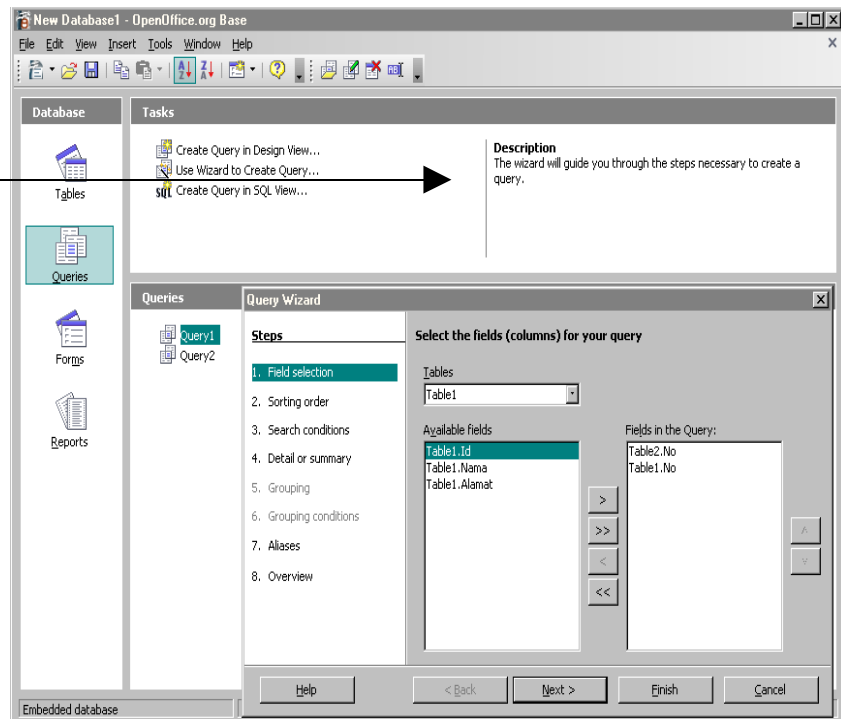 New Database1 - OpenOffice.org Base
File Edit View Insert Tools Window Help
Database
Tables
Queries
Forms
Reports
Tasks
Create Query in Design View...
Use Wizard to Create Query...
SQL Create Query in SQL View...
Description
The wizard will guide you through the steps necessary to create a
query.
Queries
Query1
Query2
Query Wizard
Steps
1. Field selection
2. Sorting order
3. Search conditions
4. Detail or summary
5. Grouping
6. Grouping conditions
7. Aliases
8. Overview
Select the fields (columns) for your query
Tables
Table1
Available fields
Table1.Id
Table1.Nama
Table1.Alamat
>
>>
<
<<
Fields in the Query:
Table2.No
Table1.No
Help
< Back
Next >
Finish
Cancel
Embedded database